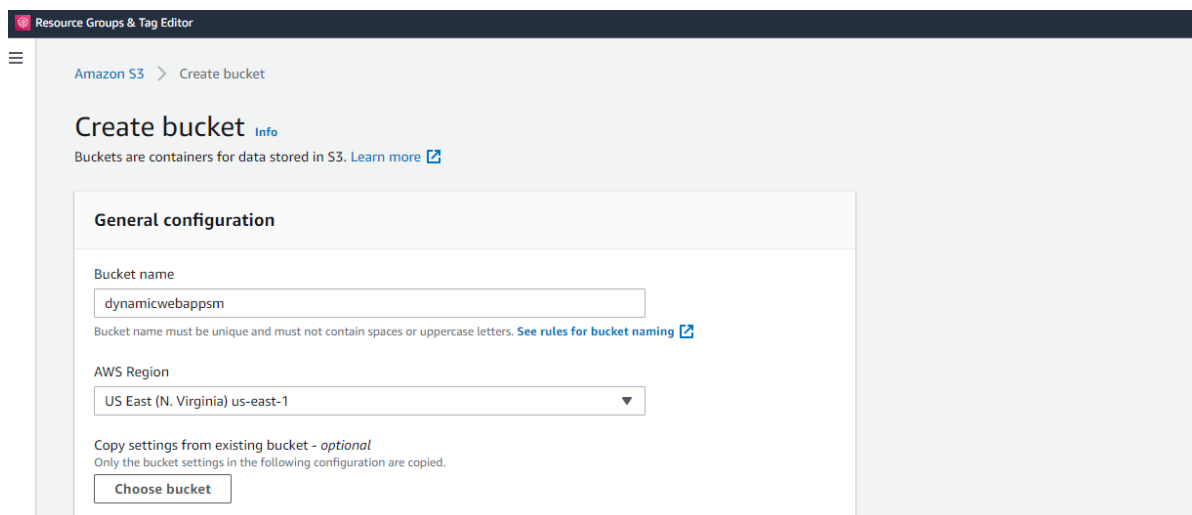 Resource Groups & Tag Editor
Amazon S3 > Create bucket
Create bucket Info
Buckets are containers for data stored in S3. Learn more
General configuration
Bucket name
dynamicwebappsm
Bucket name must be unique and must not contain spaces or uppercase letters. See rules for bucket naming
AWS Region
US East (N. Virginia) us-east-1
Copy settings from existing bucket - optional
Only the bucket settings in the following configuration are copied.
Choose bucket